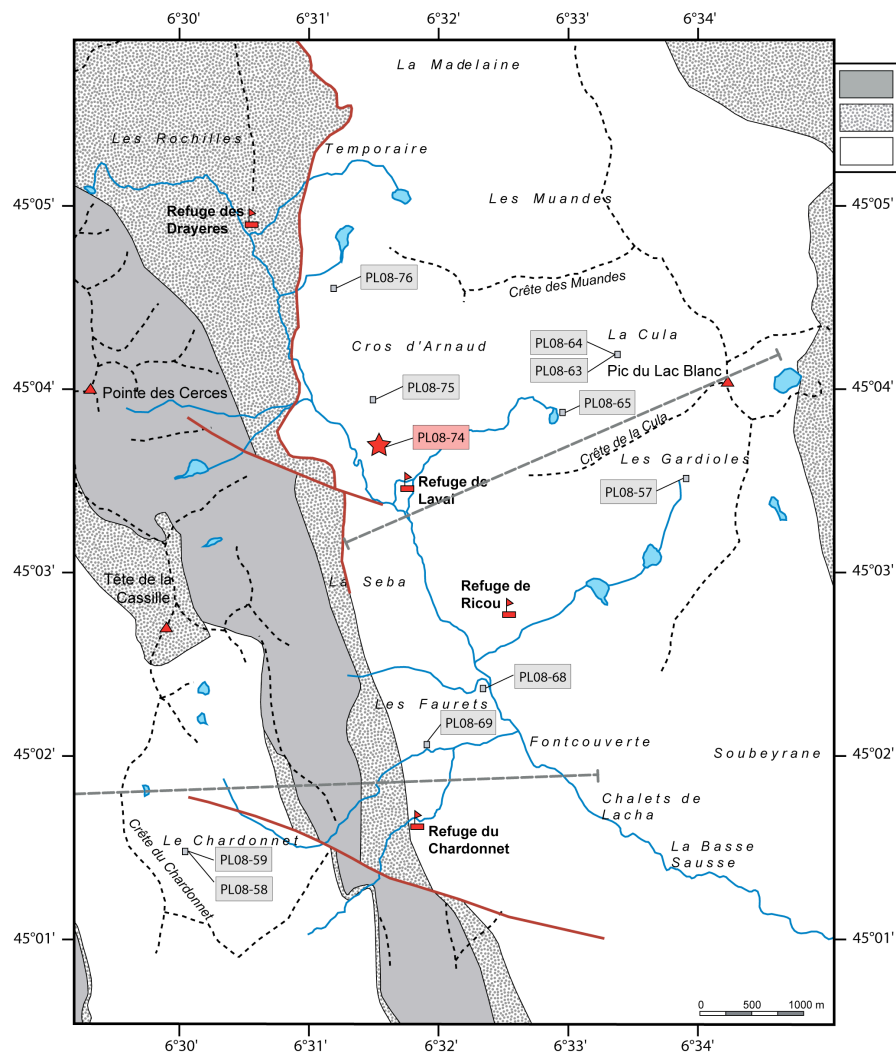 6°30' 6°31' 6°32' 6°33' 6°34'
La Madelaine
Les Rochilles
Temporaire
45°05' 45°05'
Les Muandes
Refuge des
Drayeres
PL08-76
Crête des Muandes
La Cula
PL08-64
Cros d'Arnaud
PL08-63
Pic du Lac Blanc
45°04' 45°04'
Pointe des Cerces
PL08-75
PL08-65
Crête de la Cula
PL08-74
Les Gardioles
Refuge de
Laval
PL08-57
45°03' 45°03'
Tête de la
Cassille
La Seba
Refuge de
Ricou
PL08-68
Les Faurets
PL08-69
Fontcouverte
45°02' 45°02'
Soubeyrane
Chalets de
Lacha
Refuge du
Chardonnet
Le Chardonnet
La Basse
Sausse
PL08-59
PL08-58
Crête du Chardonnet
45°01' 45°01'
0 500 1000 m
6°30' 6°31' 6°32' 6°33' 6°34'